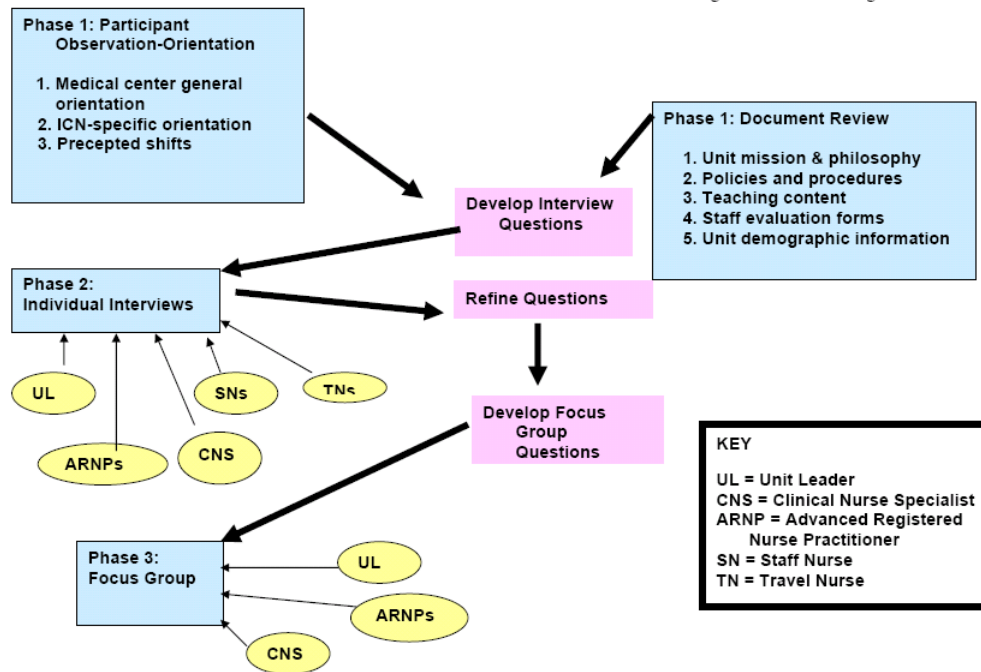 Phase 1: Participant
Observation-Orientation
1. Medical center general
orientation
2. ICN-specific orientation
3. Precepted shifts
Phase 1: Document Review
1. Unit mission & philosophy
2. Policies and procedures
3. Teaching content
4. Staff evaluation forms
5. Unit demographic information
Develop Interview
Questions
Phase 2:
Individual Interviews
Refine Questions
UL
ARNPs
CNS
SNs
TNs
Develop Focus
Group
Questions
KEY
UL = Unit Leader
CNS = Clinical Nurse Specialist
ARNP = Advanced Registered
Nurse Practitioner
SN = Staff Nurse
TN = Travel Nurse
Phase 3:
Focus Group
UL
ARNPs
CNS